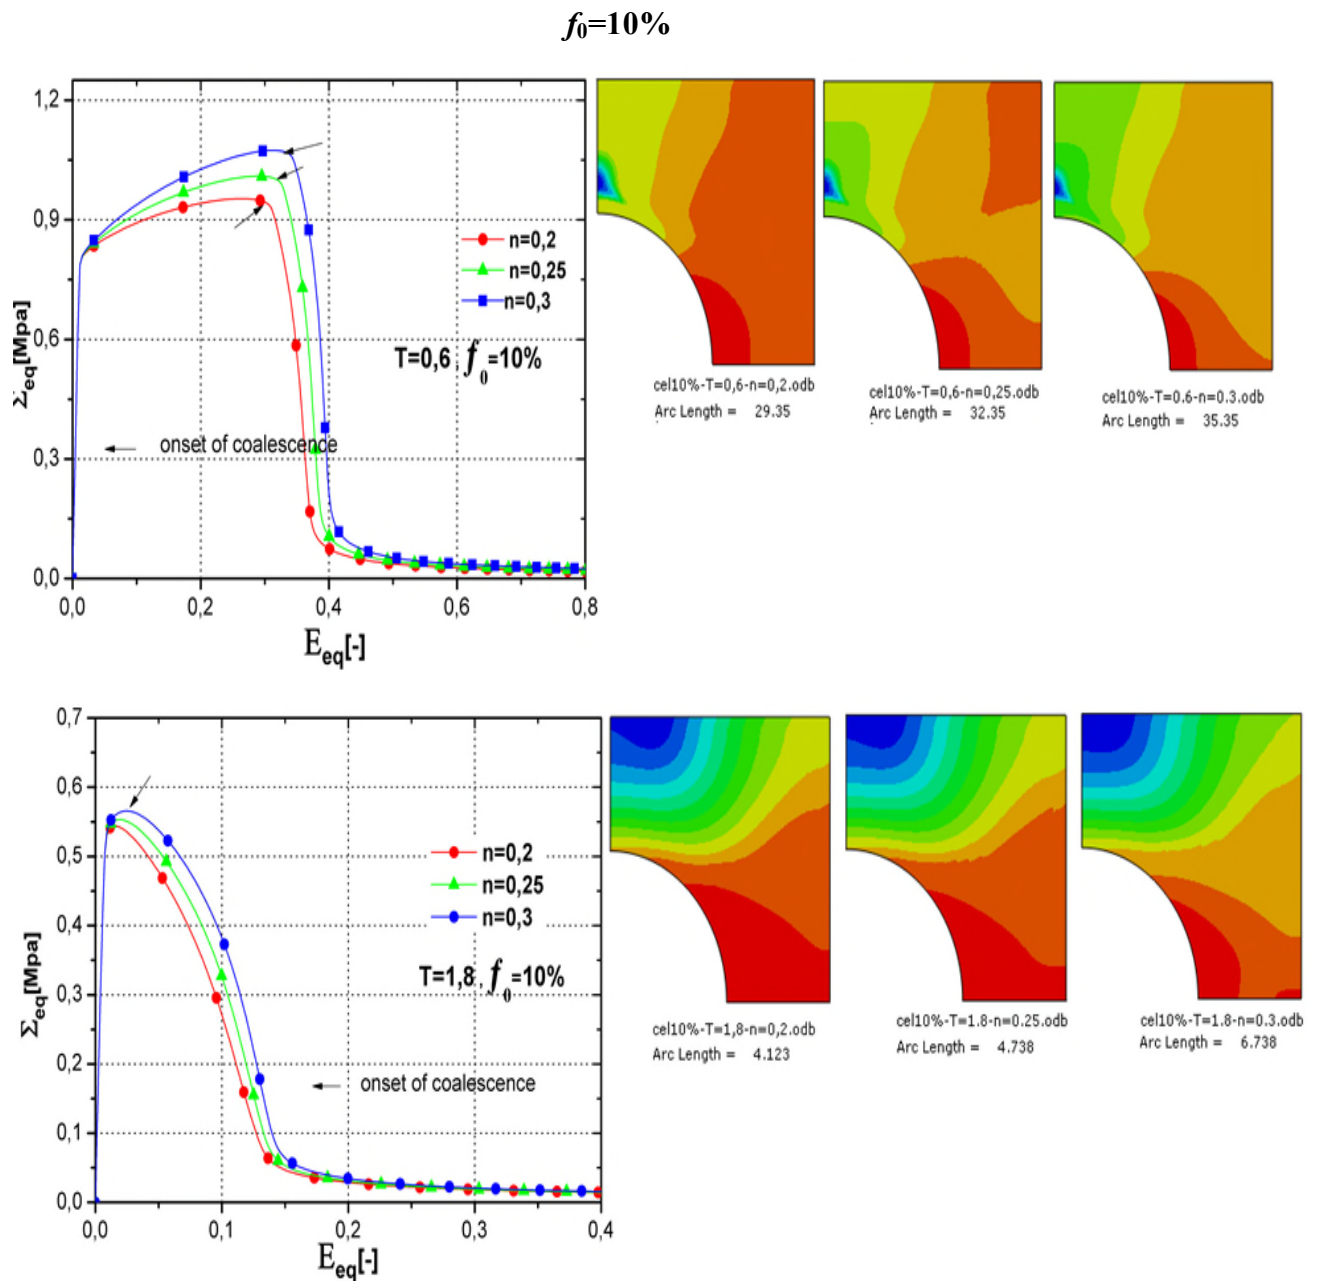 f0=10%
1,2
0,9
0,6
0,3
0,0
Σeq[Mpa]
n=0,2
n=0,25
n=0,3
T=0,6 f0=10%
onset of coalescence
0,0 0,2 0,4 0,6 0,8
Eeq[-]
cel10%-T=0,6-n=0,2.odb
Arc Length = 29.35
cel10%-T=0,6-n=0,25.odb
Arc Length = 32.35
cel10%-T=0.6-n=0.3.odb
Arc Length = 35.35
0,7
0,6
0,5
0,4
0,3
0,2
0,1
0,0
Σeq[Mpa]
n=0,2
n=0,25
n=0,3
T=1,8, f0=10%
onset of coalescence
0,0 0,1 0,2 0,3 0,4
Eeq[-]
cel10%-T=1,8-n=0,2.odb
Arc Length = 4.123
cel10%-T=1.8-n=0.25.odb
Arc Length = 4.738
cel10%-T=1.8-n=0.3.odb
Arc Length = 6.738